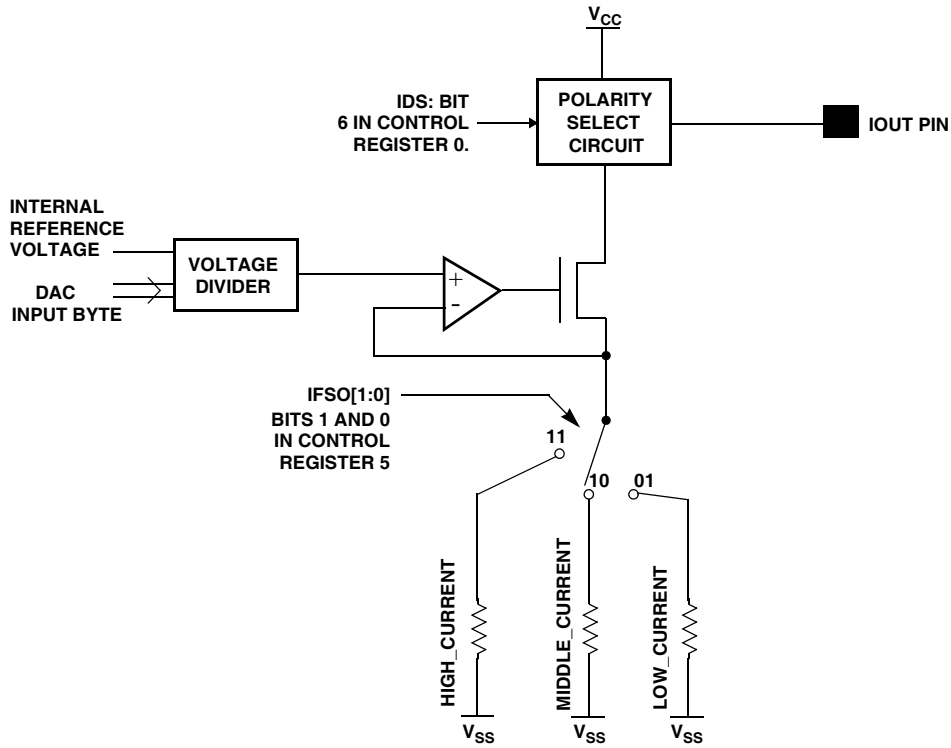 VCC
IDS: BIT
6 IN CONTROL
REGISTER 0.
POLARITY
SELECT
CIRCUIT
IOUT PIN
INTERNAL
REFERENCE
VOLTAGE
DAC
INPUT BYTE
VOLTAGE
DIVIDER
+
-
IFSO[1:0]
BITS 1 AND 0
IN CONTROL
REGISTER 5
11
10
01
HIGH_CURRENT
MIDDLE_CURRENT
LOW_CURRENT
VSS
VSS
VSS